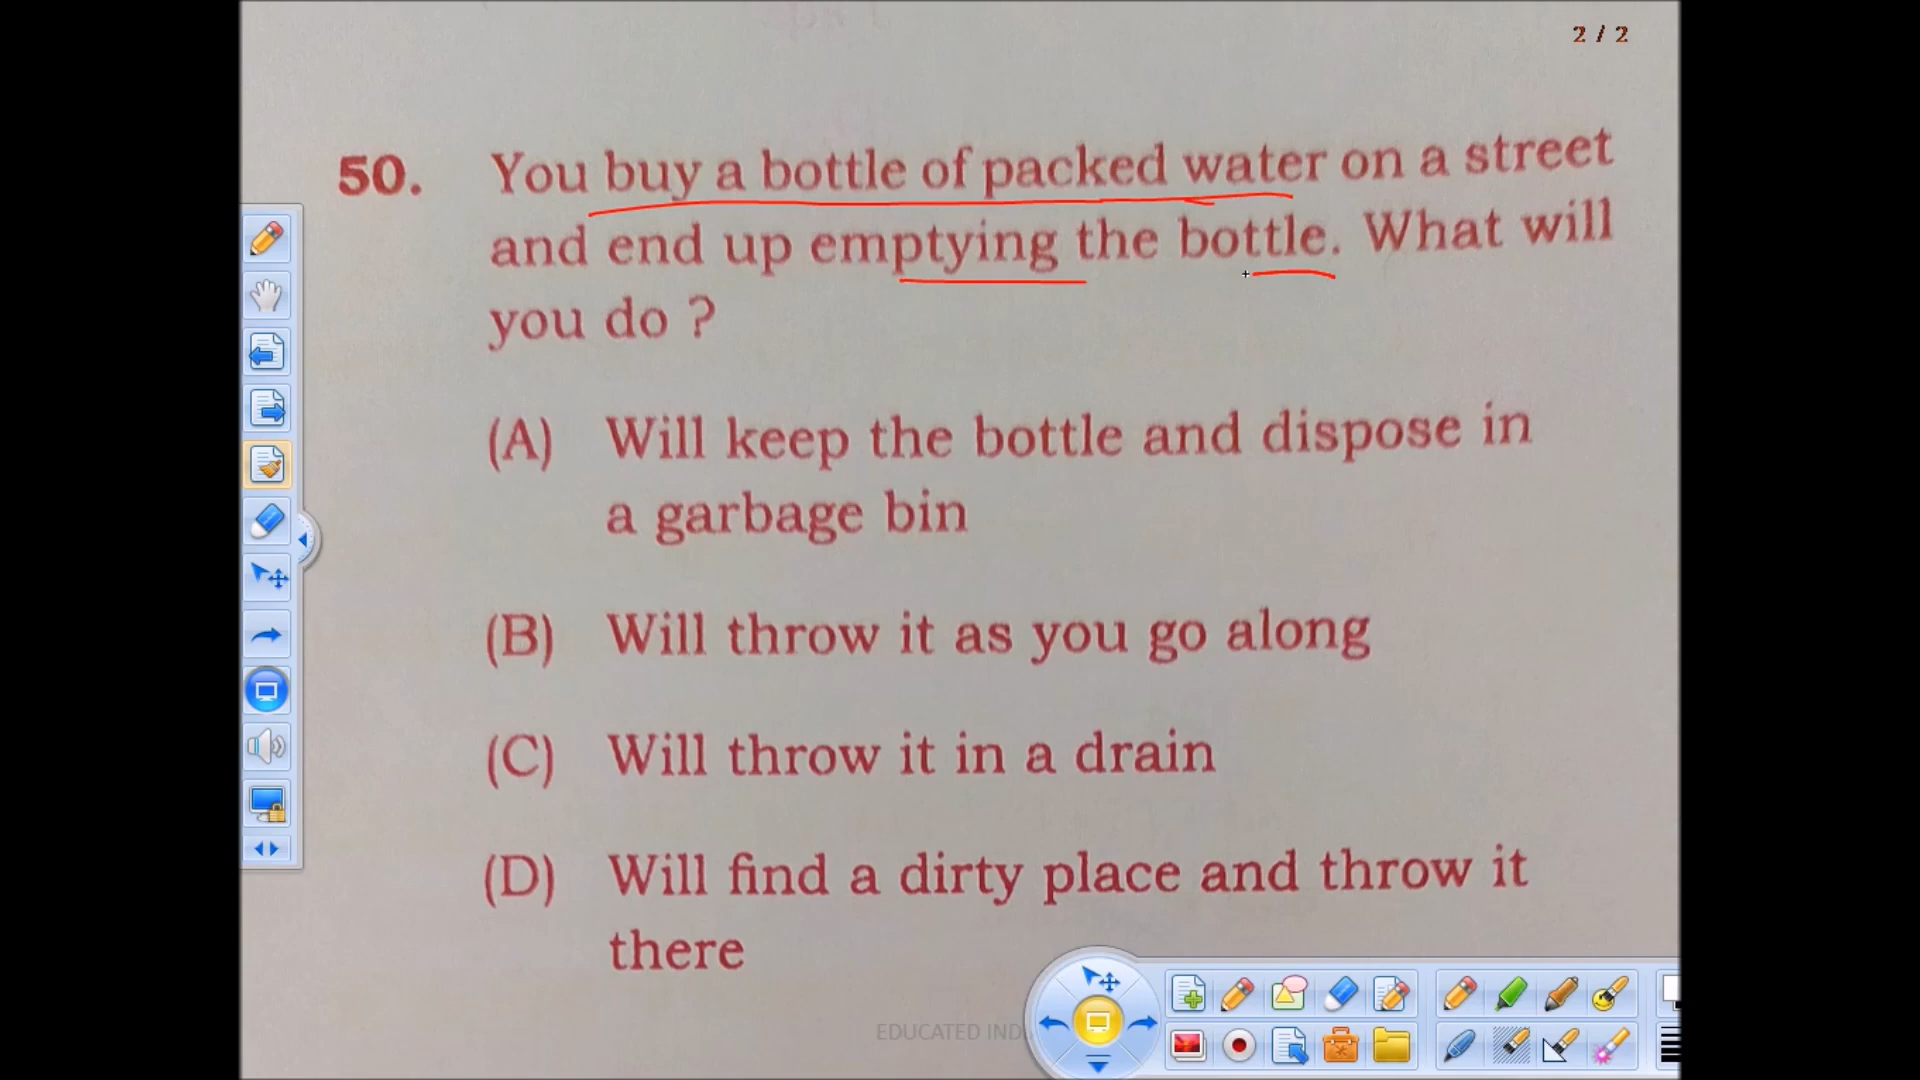 2 / 2
50. You buy a bottle of packed water on a street
and end up emptying the bottle. What will
you do ?
(A) Will keep the bottle and dispose in
a garbage bin
(B) Will throw it as you go along
(C) Will throw it in a drain
(D) Will find a dirty place and throw it
there
EDUCATED